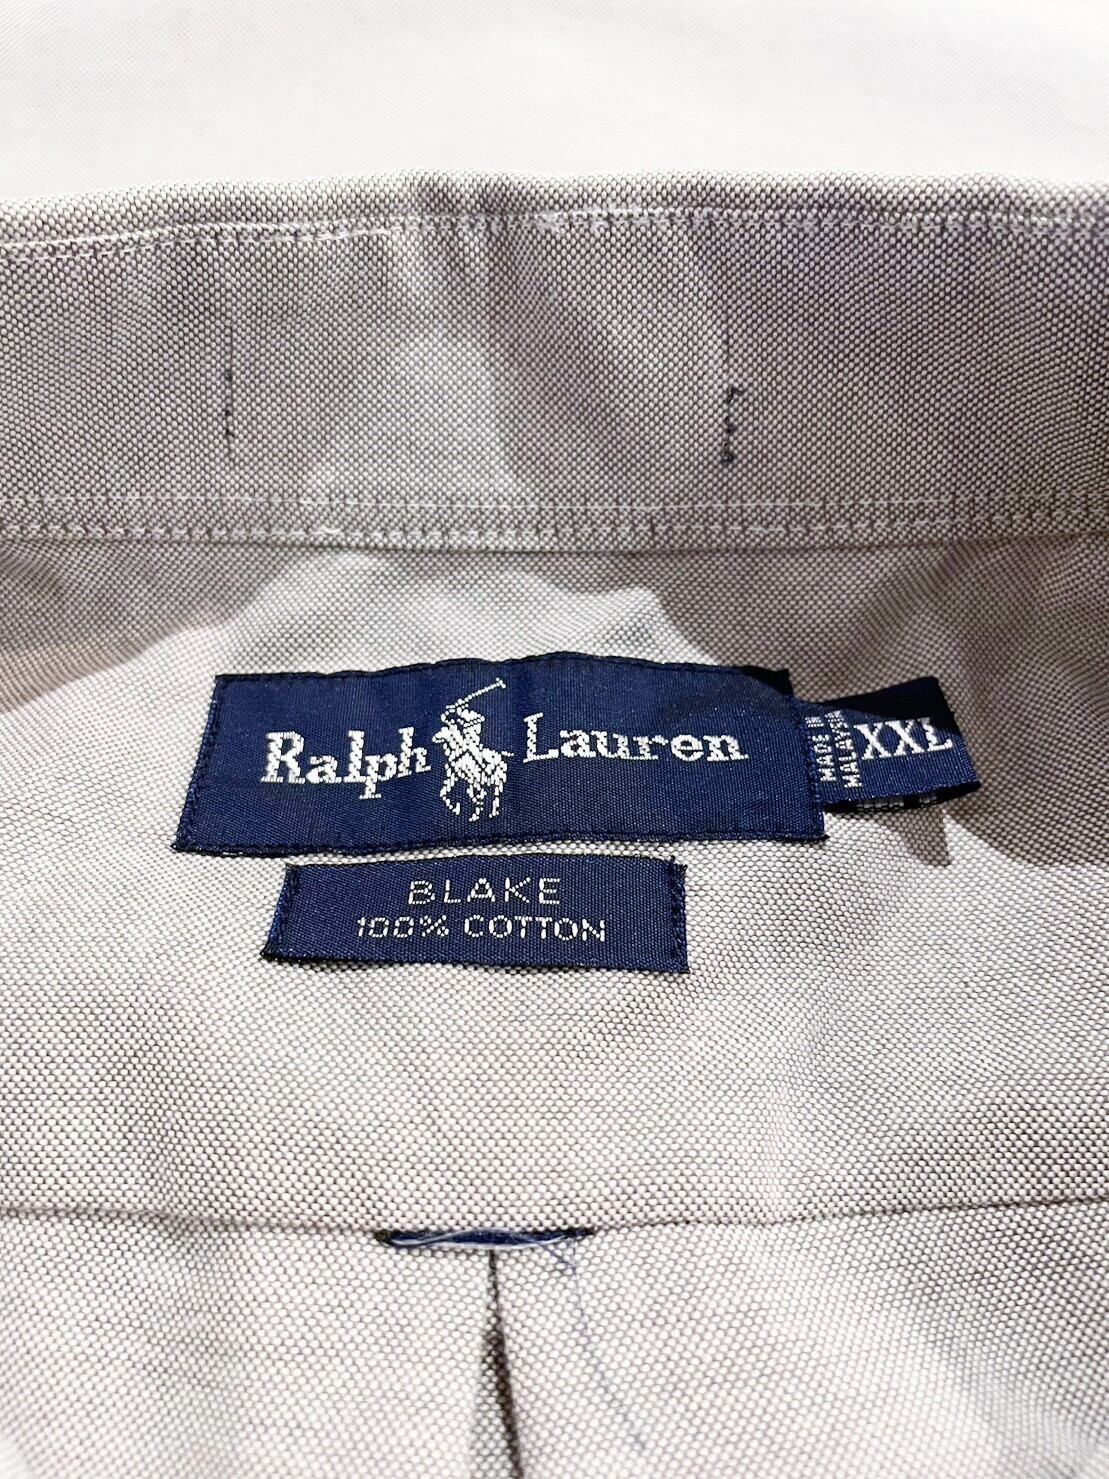 Ralph Lauren
MADE IN
MALAYSIA
XXL
BLAKE
100% COTTON